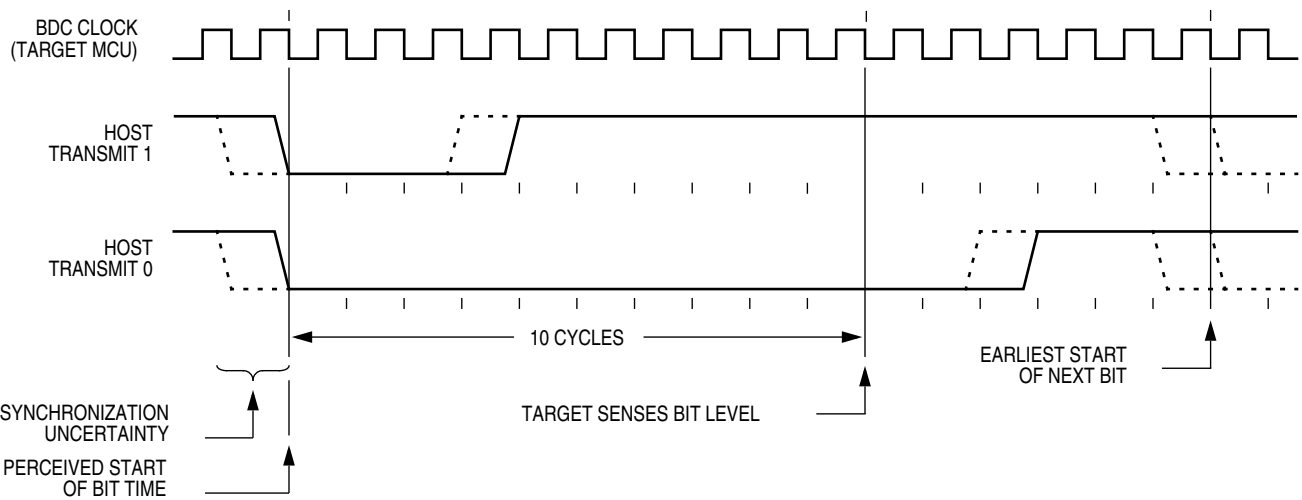 BDC CLOCK
(TARGET MCU)
HOST
TRANSMIT 1
HOST
TRANSMIT 0
10 CYCLES
EARLIEST START
OF NEXT BIT
SYNCHRONIZATION
UNCERTAINTY
TARGET SENSES BIT LEVEL
PERCEIVED START
OF BIT TIME